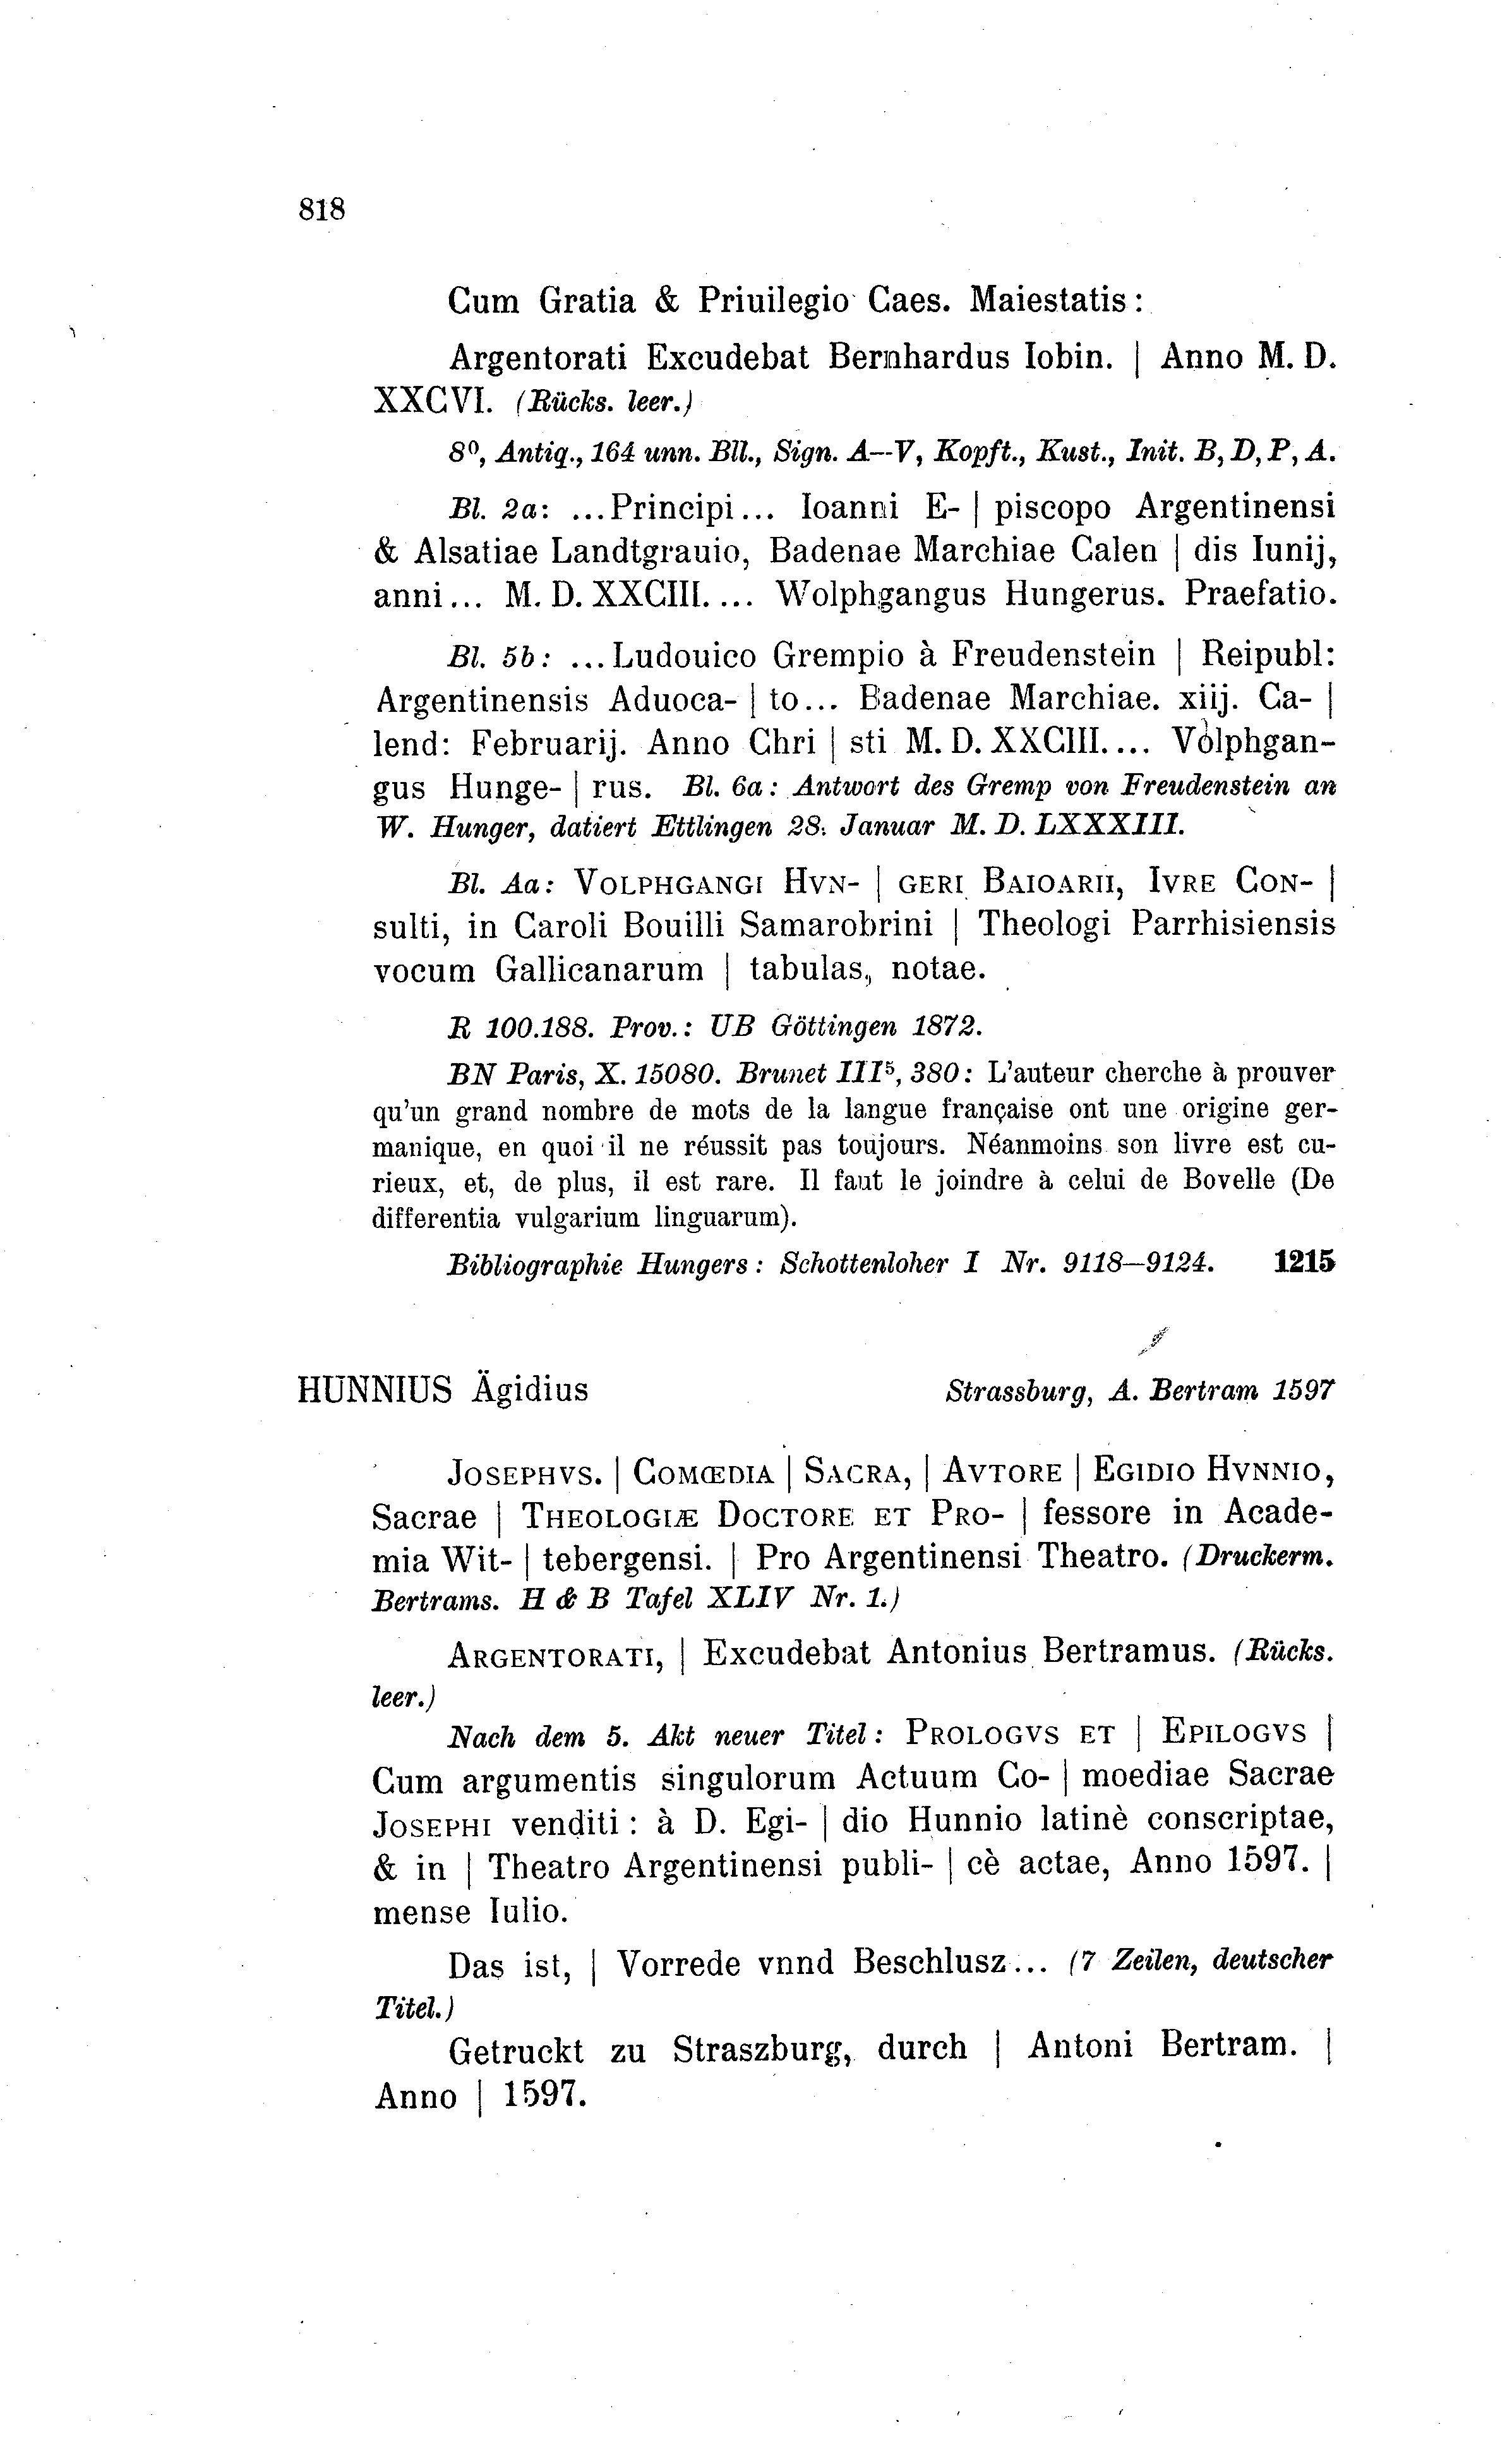 818
Cum Gratia & Priuilegio Caes. Maiestatis:
Argentorati Excudebat Bernhardus Iobin. | Anno M. D.
XXCVI. (Rücks. leer.)
8⁰, Antiq., 164 unn. Bll., Sign. A–V, Kopft., Kust., Init. B, D, P, A.
Bl. 2a: ...Principi... Ioanni E- | piscopo Argentinensi
& Alsatiae Landtgrauio, Badenae Marchiae Calen | dis Iunij,
anni... M. D. XXCIII. ... Wolphgangus Hungerus. Praefatio.
Bl. 5b: ...Ludouico Grempio à Freudenstein | Reipubl:
Argentinensis Aduoca- | to... Badenae Marchiae. xiij. Ca- |
lend: Februarij. Anno Chri | sti M. D. XXCIII. ... Volphgan-
gus Hunge- | rus. Bl. 6a: Antwort des Gremp von Freudenstein an
W. Hunger, datiert Ettlingen 28. Januar M. D. LXXXIII.
Bl. Aa: VOLPHGANGI HVN- | GERI BAIOARII, IVRE CON- |
sulti, in Caroli Bouilli Samarobrini | Theologi Parrhisiensis
vocum Gallicanarum | tabulas, notae.
R 100.188. Prov.: UB Göttingen 1872.
BN Paris, X. 15080. Brunet III⁵, 380: L'auteur cherche à prouver
qu'un grand nombre de mots de la langue française ont une origine ger-
manique, en quoi il ne réussit pas toujours. Néanmoins son livre est cu-
rieux, et, de plus, il est rare. Il faut le joindre à celui de Bovelle (De
differentia vulgarium linguarum).
Bibliographie Hungers: Schottenloher I Nr. 9118–9124. 1215
HUNNIUS Ägidius Strassburg, A. Bertram 1597
JOSEPHVS. | COMŒDIA | SACRA, | AVTORE | EGIDIO HVNNIO,
Sacrae | THEOLOGIÆ DOCTORE ET PRO- | fessore in Acade-
mia Wit- | tebergensi. | Pro Argentinensi Theatro. (Druckerm.
Bertrams. H & B Tafel XLIV Nr. 1.)
ARGENTORATI, | Excudebat Antonius Bertramus. (Rücks.
leer.)
Nach dem 5. Akt neuer Titel: PROLOGVS ET | EPILOGVS |
Cum argumentis singulorum Actuum Co- | moediae Sacrae
JOSEPHI venditi: à D. Egi- | dio Hunnio latinè conscriptae,
& in | Theatro Argentinensi publi- | cè actae, Anno 1597. |
mense Iulio.
Das ist, | Vorrede vnnd Beschlusz... (7 Zeilen, deutscher
Titel.)
Getruckt zu Straszburg, durch | Antoni Bertram. |
Anno | 1597.